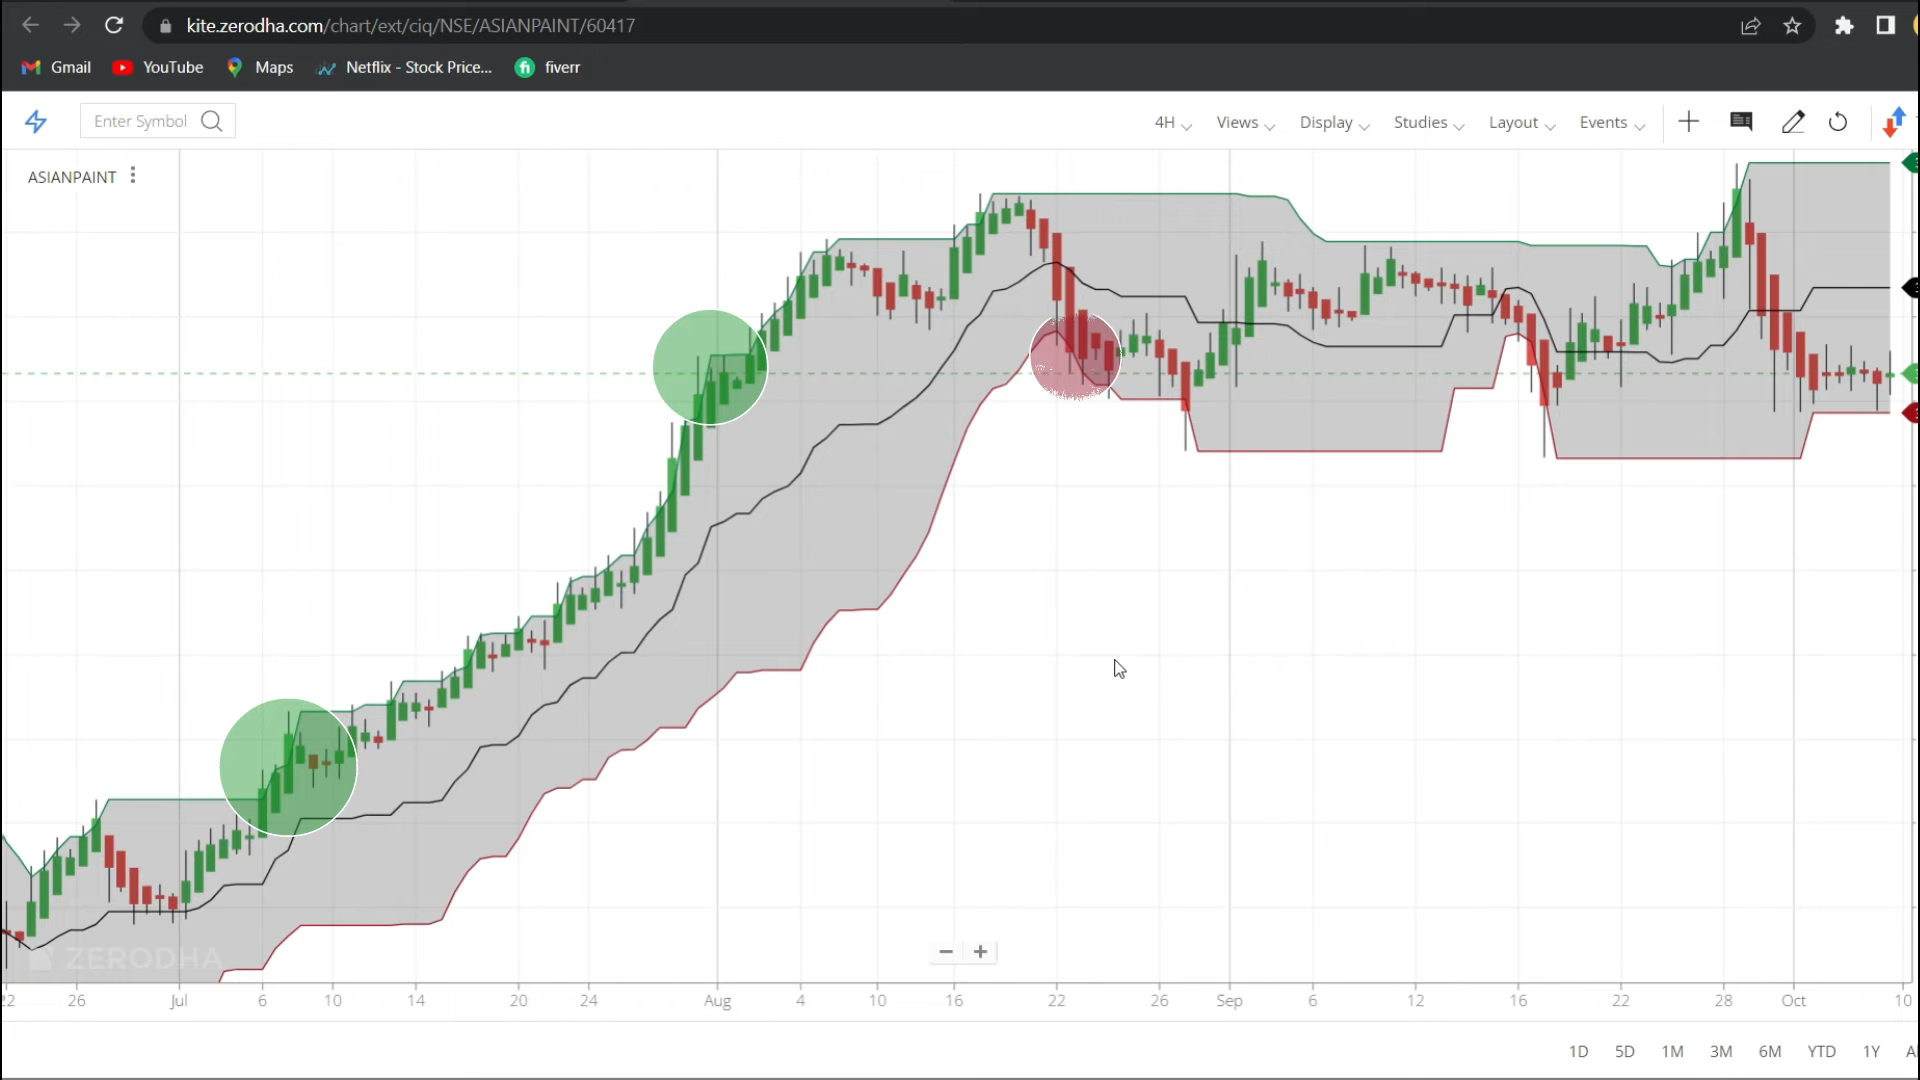 kite.zerodha.com/chart/ext/ciq/NSE/ASIANPAINT/60417
Gmail YouTube Maps Netflix - Stock Price... fiverr
Enter Symbol 4H Views Display Studies Layout Events
ASIANPAINT
ZERODHA
22 26 Jul 6 10 14 20 24 Aug 4 10 16 22 26 Sep 6 12 16 22 28 Oct 10
1D 5D 1M 3M 6M YTD 1Y